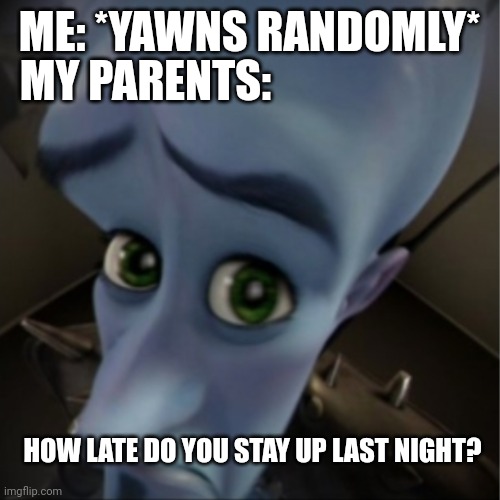 ME: *YAWNS RANDOMLY*
MY PARENTS:
HOW LATE DO YOU STAY UP LAST NIGHT?
imgflip.com